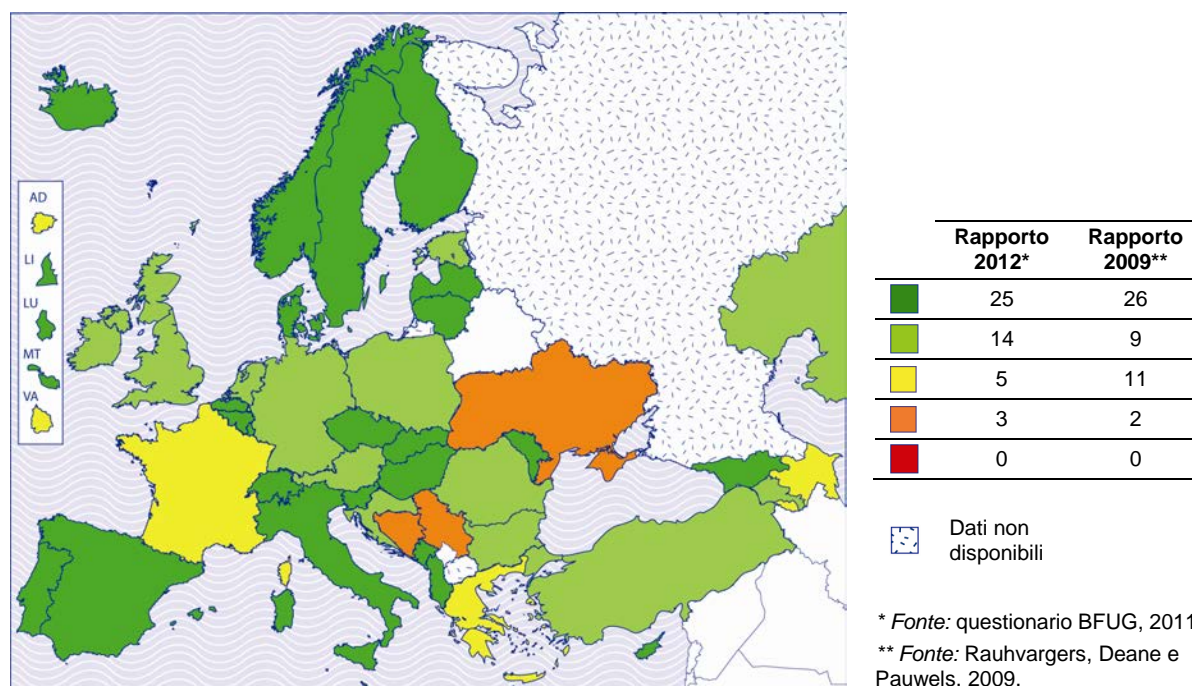 AD
LI
LU
MT
VA
Rapporto 2012* Rapporto 2009**
25 26
14 9
5 11
3 2
0 0
Dati non
disponibili
* Fonte: questionario BFUG, 2011
** Fonte: Rauhvargers, Deane e
Pauwels, 2009.